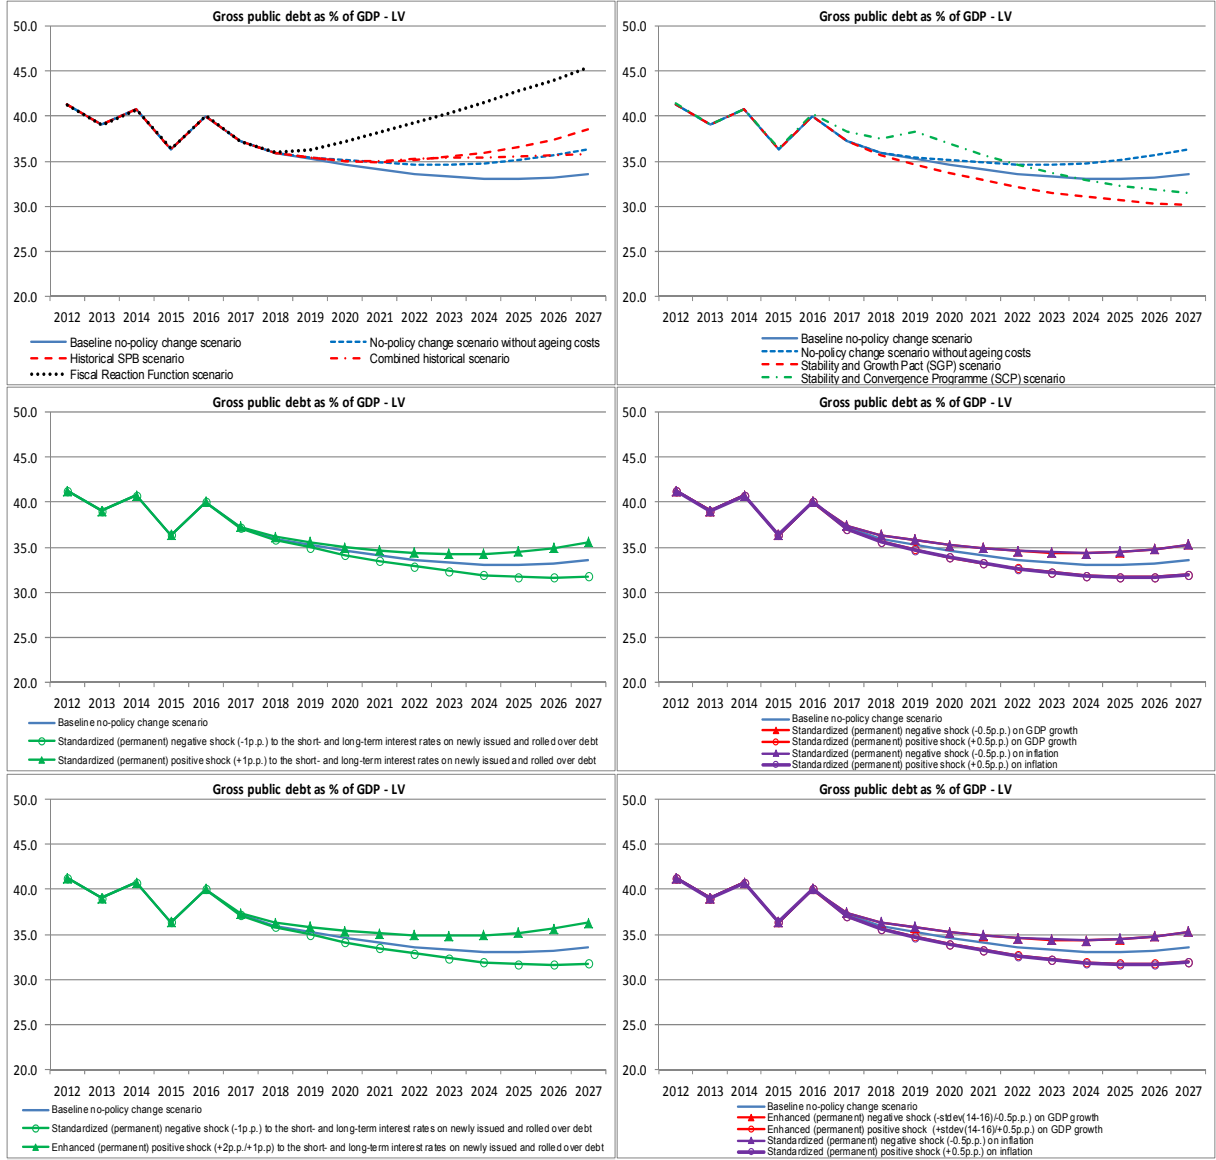 Gross public debt as % of GDP - LV
50.0
45.0
40.0
35.0
30.0
25.0
20.0
2012 2013 2014 2015 2016 2017 2018 2019 2020 2021 2022 2023 2024 2025 2026 2027
Baseline no-policy change scenario
No-policy change scenario without ageing costs
Historical SPB scenario
Combined historical scenario
Fiscal Reaction Function scenario
Gross public debt as % of GDP - LV
50.0
45.0
40.0
35.0
30.0
25.0
20.0
2012 2013 2014 2015 2016 2017 2018 2019 2020 2021 2022 2023 2024 2025 2026 2027
Baseline no-policy change scenario
No-policy change scenario without ageing costs
Stability and Growth Pact (SGP) scenario
Stability and Convergence Programme (SCP) scenario
Gross public debt as % of GDP - LV
50.0
45.0
40.0
35.0
30.0
25.0
20.0
2012 2013 2014 2015 2016 2017 2018 2019 2020 2021 2022 2023 2024 2025 2026 2027
Baseline no-policy change scenario
Standardized (permanent) negative shock (-1p.p.) to the short- and long-term interest rates on newly issued and rolled over debt
Standardized (permanent) positive shock (+1p.p.) to the short- and long-term interest rates on newly issued and rolled over debt
Gross public debt as % of GDP - LV
50.0
45.0
40.0
35.0
30.0
25.0
20.0
2012 2013 2014 2015 2016 2017 2018 2019 2020 2021 2022 2023 2024 2025 2026 2027
Baseline no-policy change scenario
Standardized (permanent) negative shock (-0.5p.p.) on GDP growth
Standardized (permanent) positive shock (+0.5p.p.) on GDP growth
Standardized (permanent) negative shock (-0.5p.p.) on inflation
Standardized (permanent) positive shock (+0.5p.p.) on inflation
Gross public debt as % of GDP - LV
50.0
45.0
40.0
35.0
30.0
25.0
20.0
2012 2013 2014 2015 2016 2017 2018 2019 2020 2021 2022 2023 2024 2025 2026 2027
Baseline no-policy change scenario
Standardized (permanent) negative shock (-1p.p.) to the short- and long-term interest rates on newly issued and rolled over debt
Enhanced (permanent) positive shock (+2p.p./+1p.p) to the short- and long-term interest rates on newly issued and rolled over debt
Gross public debt as % of GDP - LV
50.0
45.0
40.0
35.0
30.0
25.0
20.0
2012 2013 2014 2015 2016 2017 2018 2019 2020 2021 2022 2023 2024 2025 2026 2027
Baseline no-policy change scenario
Enhanced (permanent) negative shock (-stdev(14-16)/-0.5p.p.) on GDP growth
Enhanced (permanent) positive shock (+stdev(14-16)/+0.5p.p.) on GDP growth
Standardized (permanent) negative shock (-0.5p.p.) on inflation
Standardized (permanent) positive shock (+0.5p.p.) on inflation